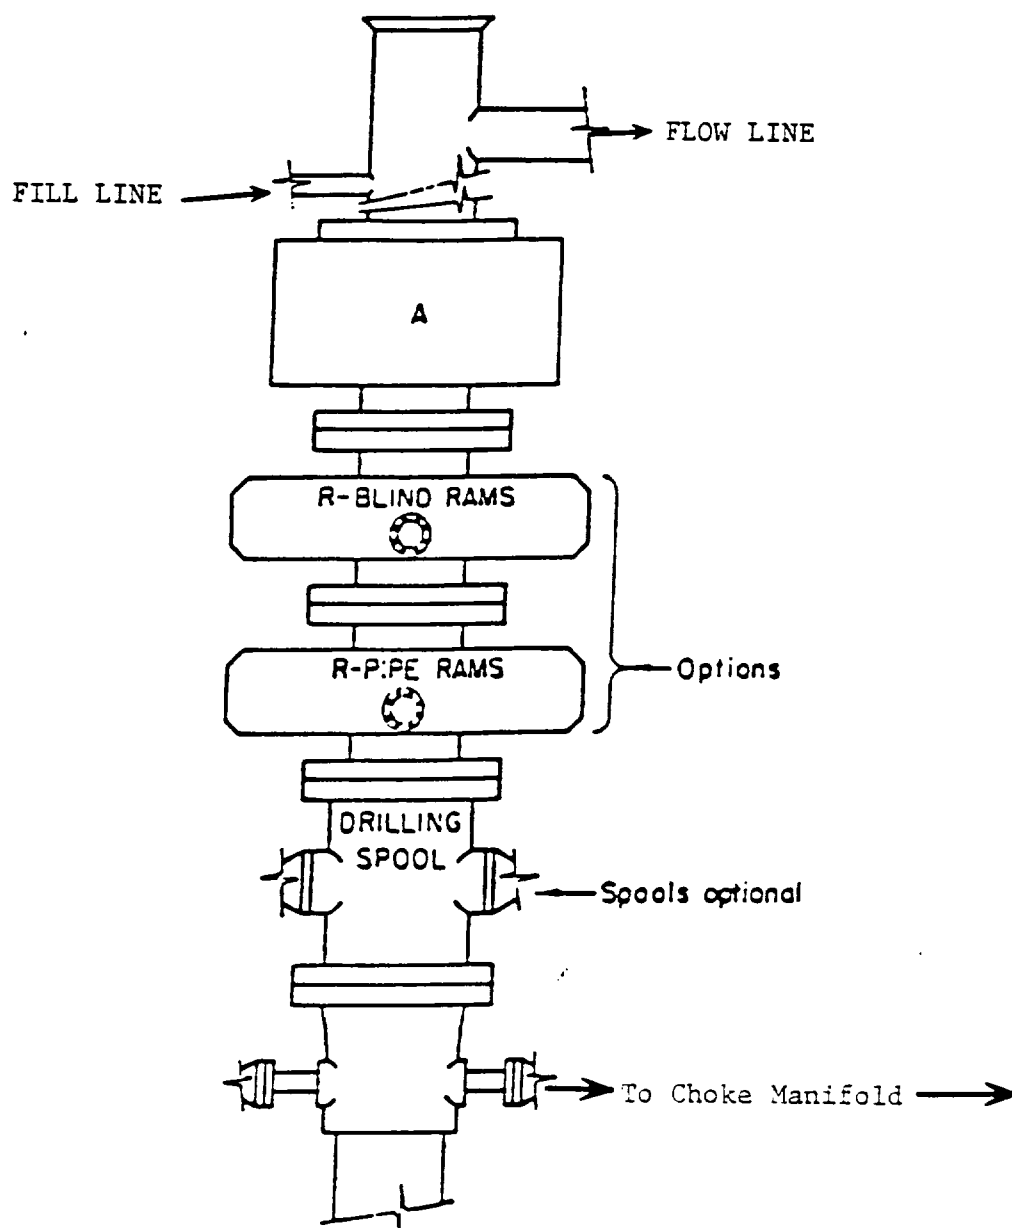 FLOW LINE
FILL LINE
A
R-BLIND RAMS
R-PIPE RAMS
Options
DRILLING
SPOOL
Spools optional
To Choke Manifold